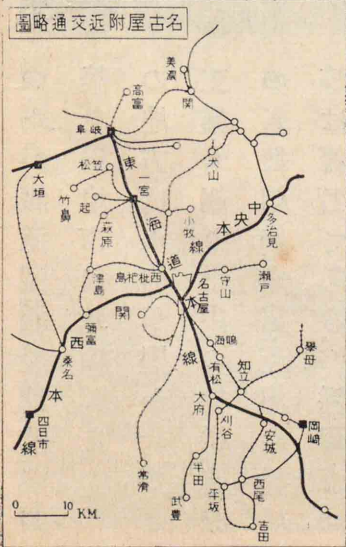 名古屋附近交通略圖
美濃
関
高富
岐阜
犬山
笠松
大垣
竹鼻
起
一宮
萩原
小牧
東海道本線
中央本線
多治見
西枇杷島
津島
名古屋
守山
瀬戸
関西本線
彌富
桑名
四日市
鳴海
有松
知立
擧母
大府
刈谷
安城
岡崎
半田
武豊
常滑
平坂
西尾
吉田
0 10 KM.